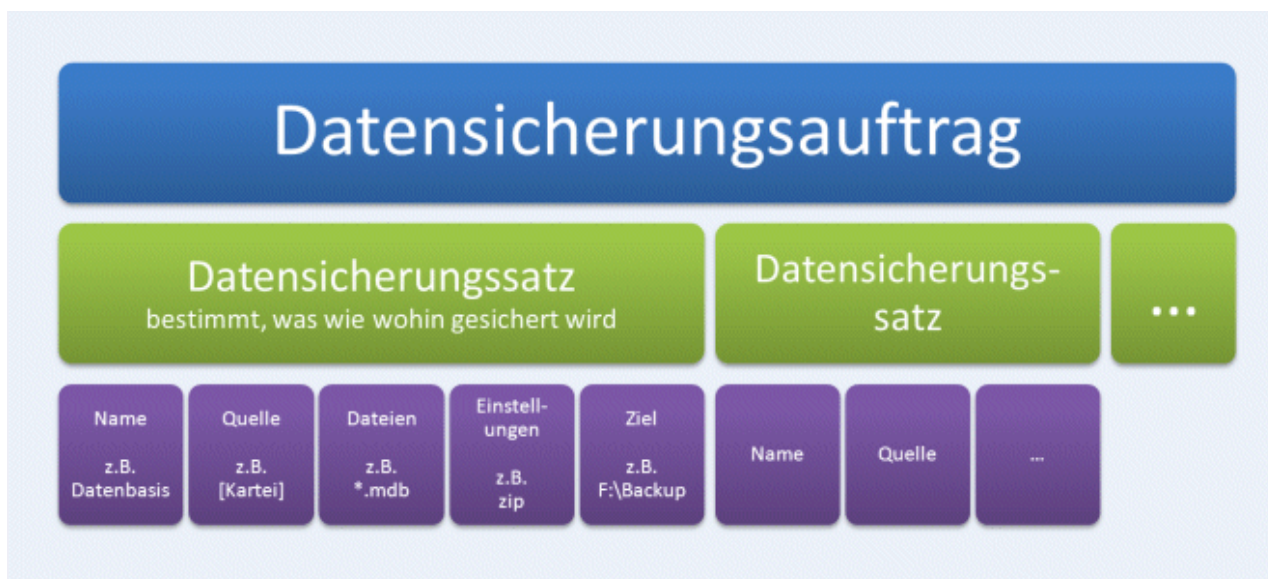 Datensicherungsauftrag
Datensicherungssatz
bestimmt, was wie wohin gesichert wird
Datensicherungs-
satz
...
Name
z.B.
Datenbasis
Quelle
z.B.
[Kartei]
Dateien
z.B.
*.mdb
Einstell-
ungen
z.B.
zip
Ziel
z.B.
F:\Backup
Name
Quelle
...